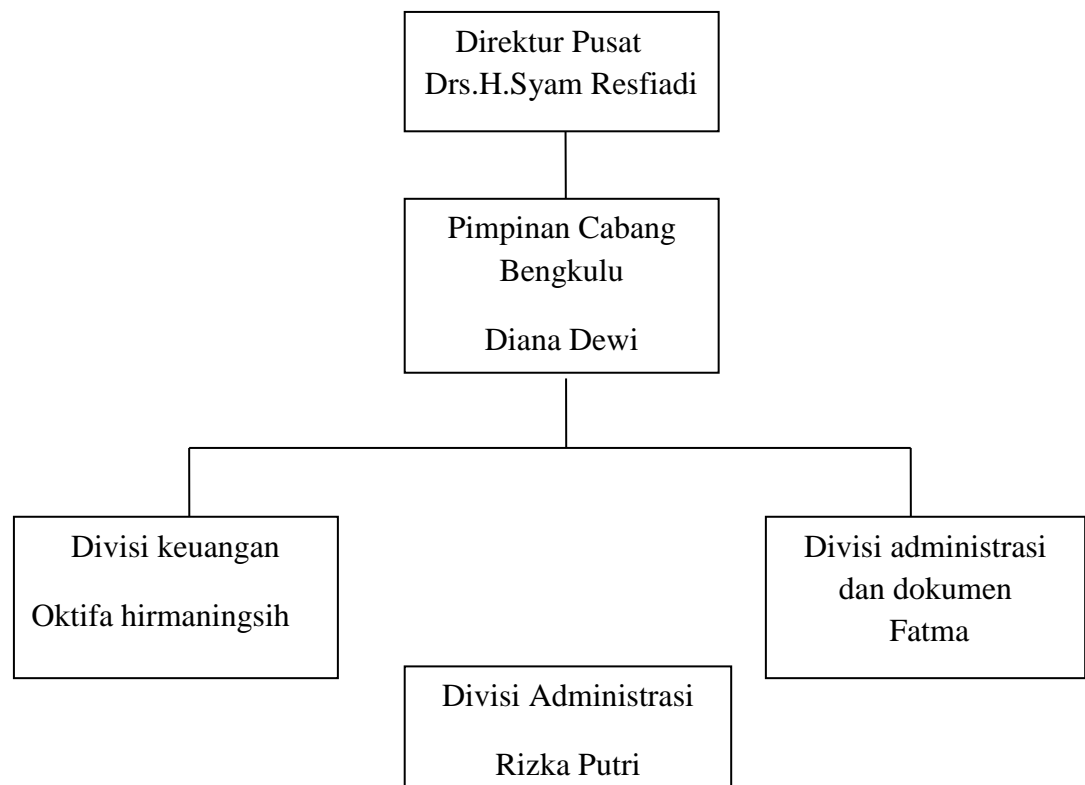 Direktur Pusat
Drs.H.Syam Resfiadi
Pimpinan Cabang
Bengkulu
Diana Dewi
Divisi keuangan
Oktifa hirmaningsih
Divisi administrasi
dan dokumen
Fatma
Divisi Administrasi
Rizka Putri